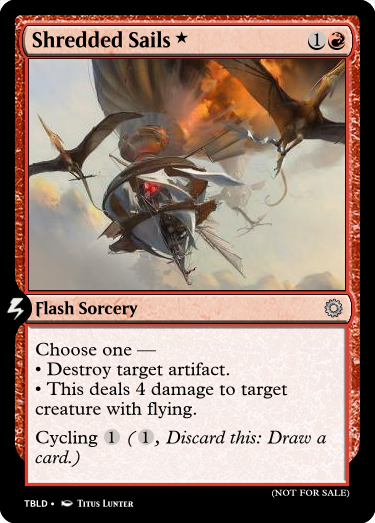 Shredded Sails ★ 1
Flash Sorcery
Choose one —
• Destroy target artifact.
• This deals 4 damage to target
creature with flying.
Cycling 1 (1, Discard this: Draw a
card.)
(NOT FOR SALE)
TBLD • Titus Lunter